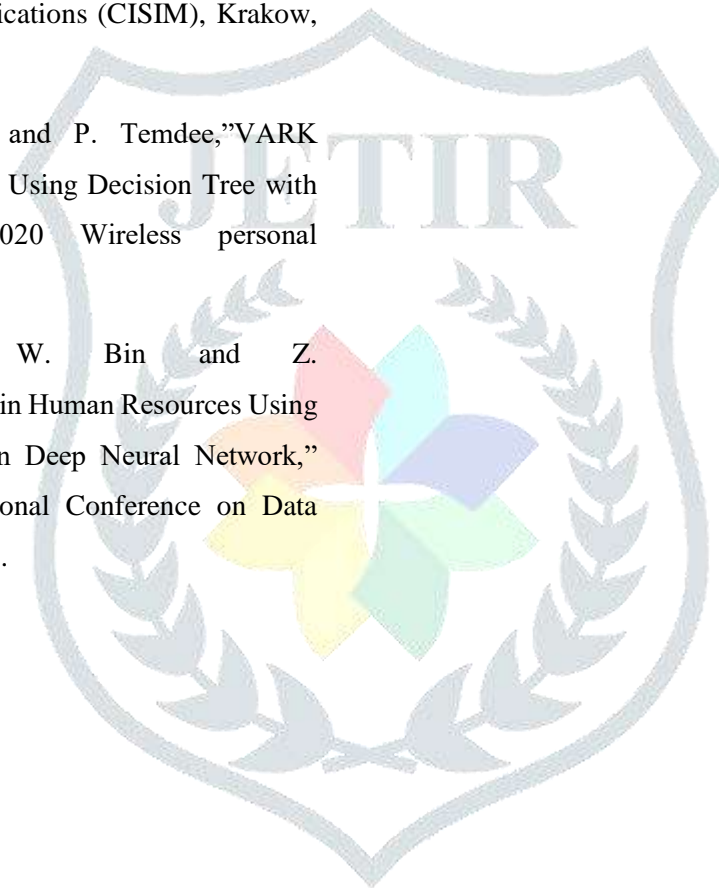 ications (CISIM), Krakow,
and P. Temdee,”VARK
Using Decision Tree with
020 Wireless personal
W. Bin and Z.
in Human Resources Using
n Deep Neural Network,”
onal Conference on Data
.
JETIR